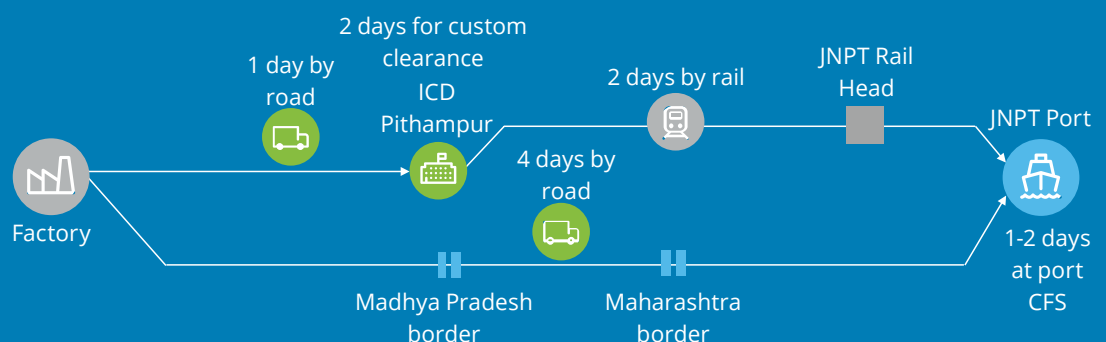 2 days for custom
clearance
1 day by
road
ICD
Pithampur
2 days by rail
JNPT Rail
Head
JNPT Port
4 days by
road
Factory
1-2 days
at port
CFS
Madhya Pradesh
border
Maharashtra
border